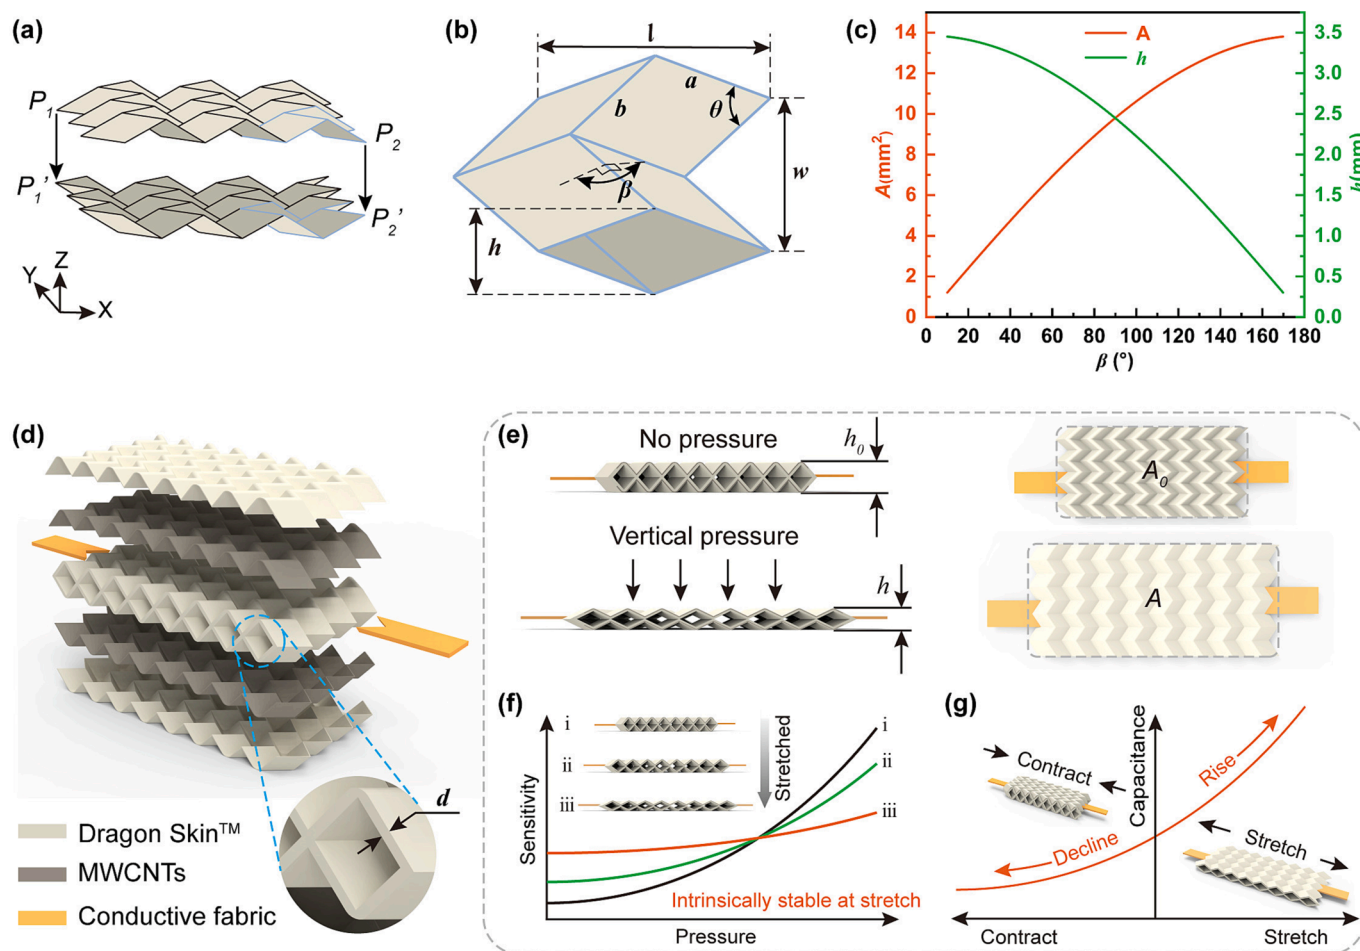 (a)
P1
P2
P1'
P2'
Z
Y
X
(b)
l
a
b
θ
w
β
h
(c)
A
h
14
12
10
8
6
4
2
0
A(mm²)
3.5
3.0
2.5
2.0
1.5
1.0
0.5
0.0
h(mm)
0 20 40 60 80 100 120 140 160 180
β (°)
(d)
d
Dragon Skin™
MWCNTs
Conductive fabric
(e)
No pressure
h0
A0
Vertical pressure
h
A
(f)
i
ii
iii
Stretched
i
ii
iii
Sensitivity
Intrinsically stable at stretch
Pressure
(g)
Capacitance
Contract
Rise
Decline
Stretch
Contract
Stretch